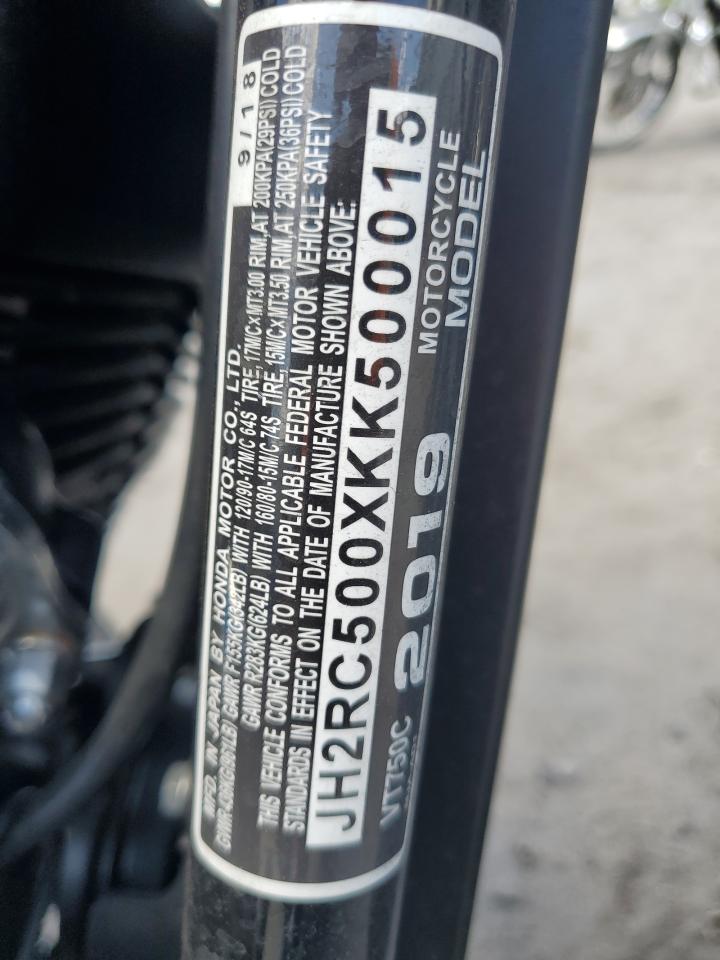 MFD. IN JAPAN BY HONDA MOTOR CO., LTD. 9/18
GVWR 436KG(961LB) GAWR F155KG(342LB) WITH 120/90-17M/C 64S TIRE,17M/C×MT3.00 RIM,AT 200KPA(29PSI)COLD
GAWR R283KG(624LB) WITH 160/80-15M/C 74S TIRE,15M/C×MT3.50 RIM,AT 250KPA(36PSI)COLD
THIS VEHICLE CONFORMS TO ALL APPLICABLE FEDERAL MOTOR VEHICLE SAFETY
STANDARDS IN EFFECT ON THE DATE OF MANUFACTURE SHOWN ABOVE:
JH2RC500XKK500015
VT750C 2019 MOTORCYCLE
MODEL